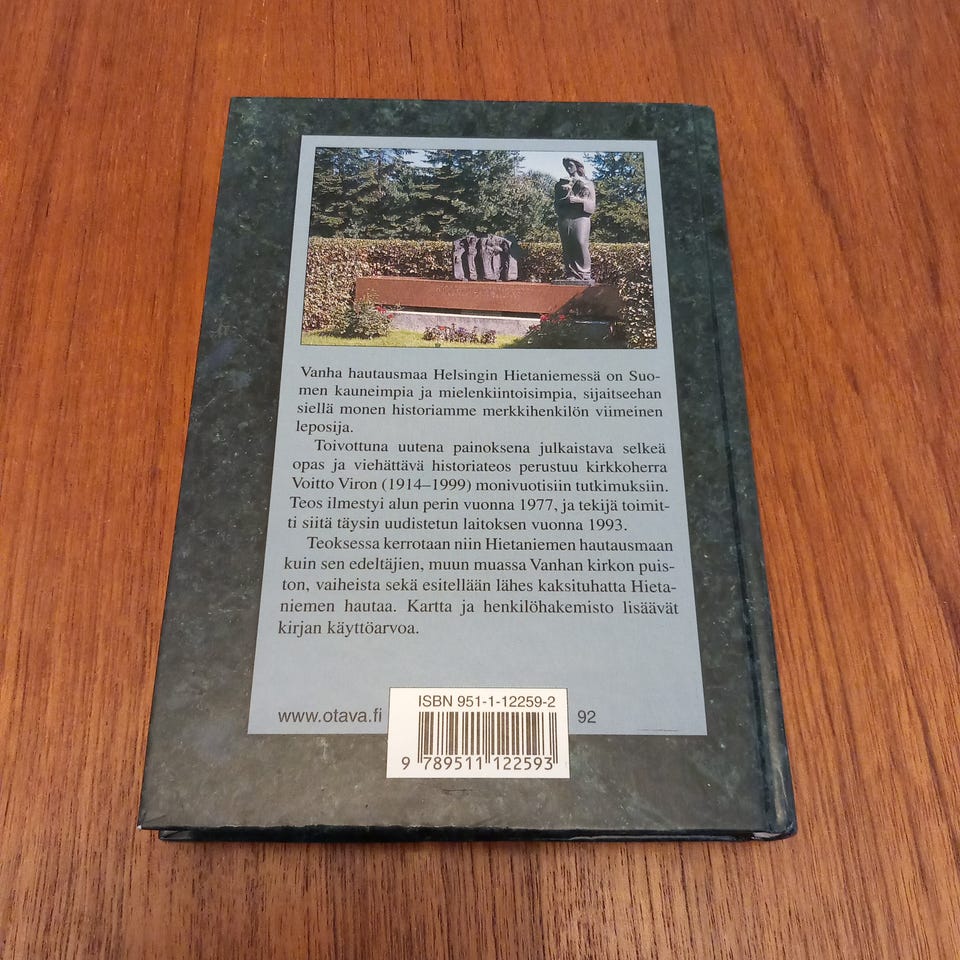 Vanha hautausmaa Helsingin Hietaniemessä on Suo-
men kauneimpia ja mielenkiintoisimpia, sijaitseehan
siellä monen historiamme merkkihenkilön viimeinen
leposija.
Toivottuna uutena painoksena julkaistava selkeä
opas ja viehättävä historiateos perustuu kirkkoherra
Voitto Viron (1914–1999) monivuotisiin tutkimuksiin.
Teos ilmestyi alun perin vuonna 1977, ja tekijä toimit-
ti siitä täysin uudistetun laitoksen vuonna 1993.
Teoksessa kerrotaan niin Hietaniemen hautausmaan
kuin sen edeltäjien, muun muassa Vanhan kirkon puis-
ton, vaiheista sekä esitellään lähes kaksituhatta Hieta-
niemen hautaa. Kartta ja henkilöhakemisto lisäävät
kirjan käyttöarvoa.
ISBN 951-1-12259-2
www.otava.fi
92
9 789511 122593